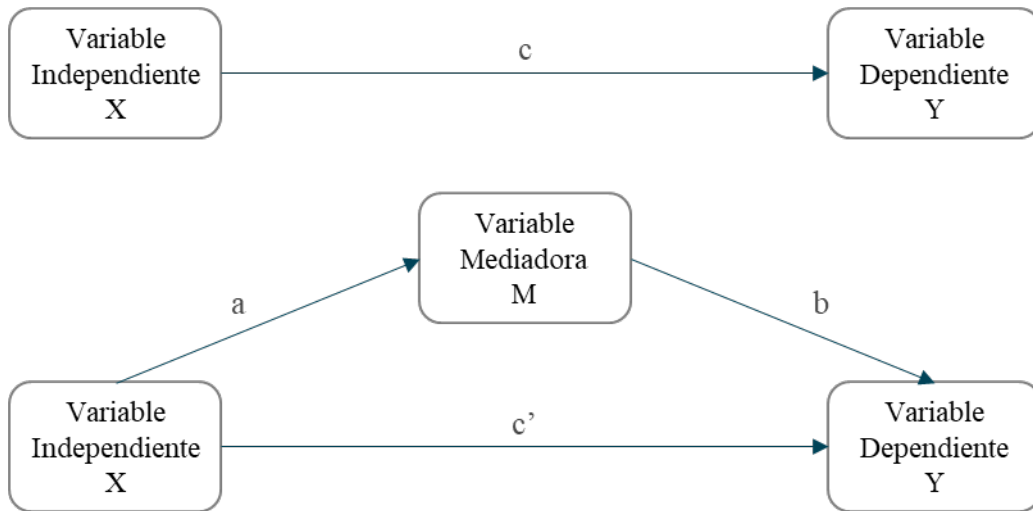 Variable
Independiente
X
c
Variable
Dependiente
Y
Variable
Mediadora
M
a
b
Variable
Independiente
X
c’
Variable
Dependiente
Y